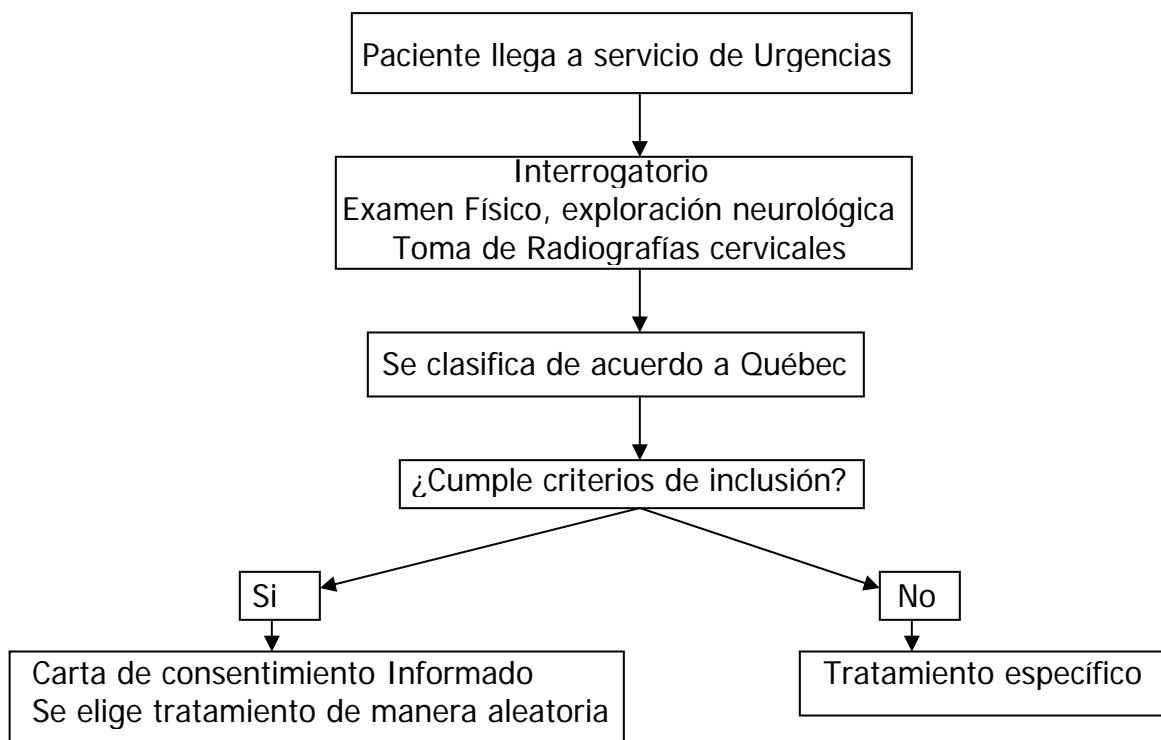 Paciente llega a servicio de Urgencias
Interrogatorio
Examen Físico, exploración neurológica
Toma de Radiografías cervicales
Se clasifica de acuerdo a Québec
¿Cumple criterios de inclusión?
Si
No
Carta de consentimiento Informado
Se elige tratamiento de manera aleatoria
Tratamiento específico